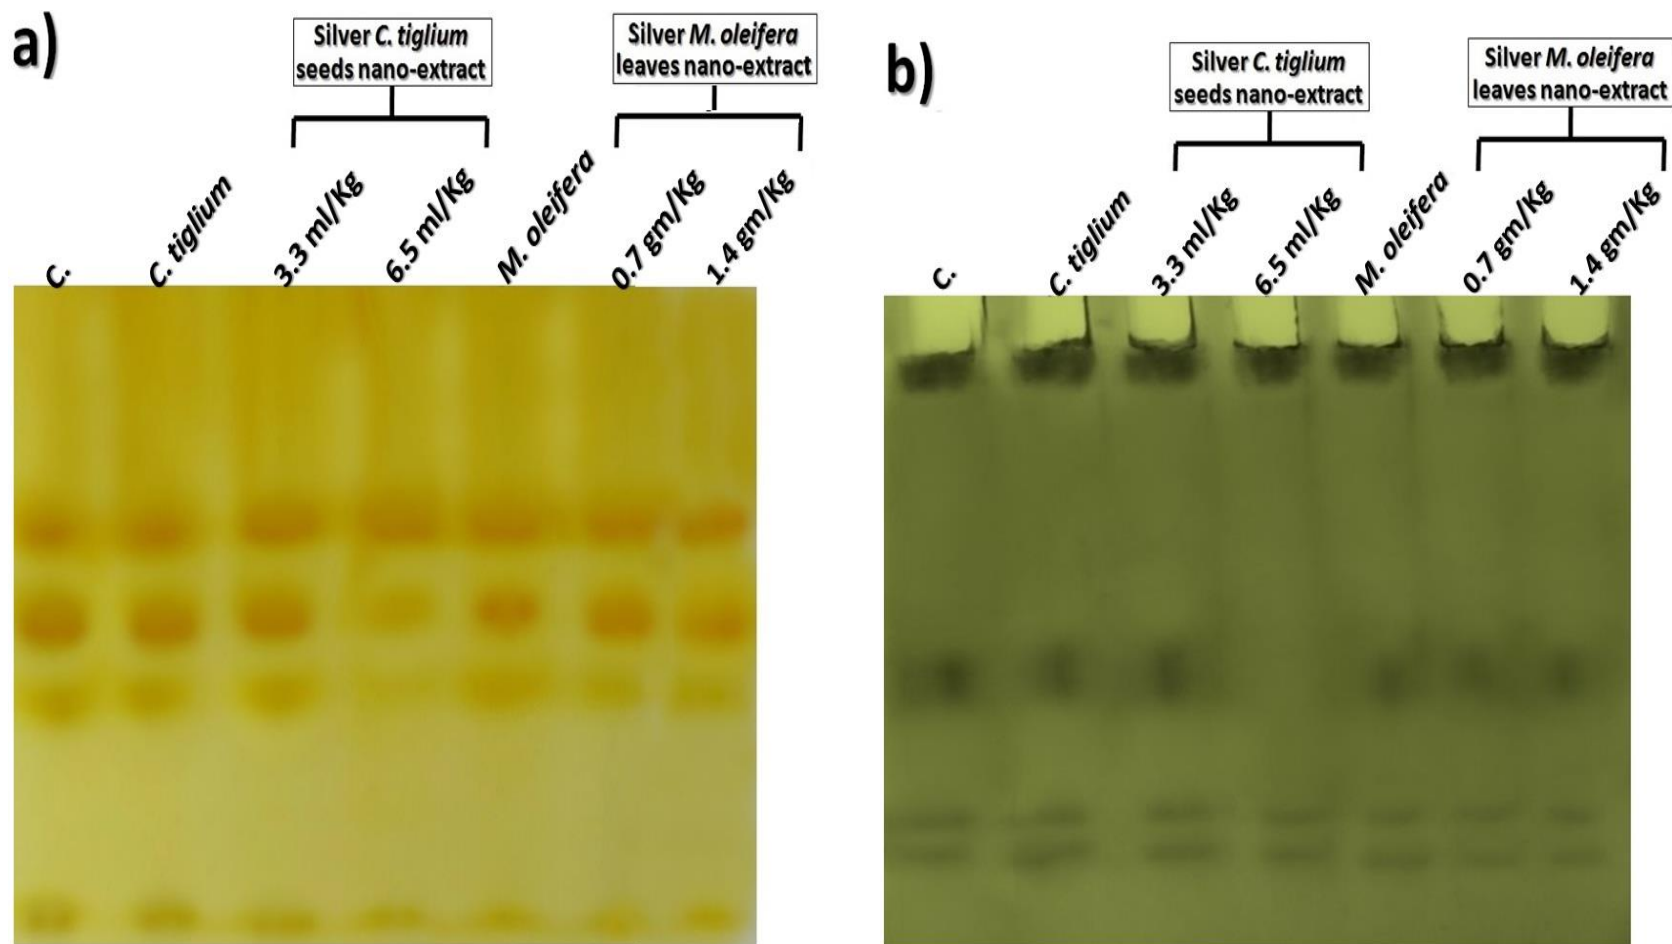 a)
Silver C. tiglium
seeds nano-extract
Silver M. oleifera
leaves nano-extract
C.
C. tiglium
3.3 ml/Kg
6.5 ml/Kg
M. oleifera
0.7 gm/Kg
1.4 gm/Kg
b)
Silver C. tiglium
seeds nano-extract
Silver M. oleifera
leaves nano-extract
C.
C. tiglium
3.3 ml/Kg
6.5 ml/Kg
M. oleifera
0.7 gm/Kg
1.4 gm/Kg